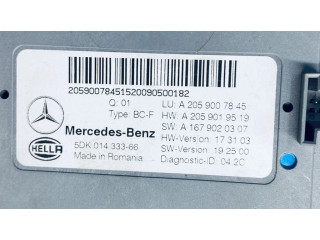 20590078451520090500182
Q: 01 LU: A 205 900 78 45
Type: BC-F HW: A 205 901 95 19
SW: A 167 902 03 07
Mercedes-Benz HW-Version: 17 31 03
HELLA 5DK 014 333-66 SW-Version: 19 25 00
Made in Romania .... Diagnostic-ID: 04 2C